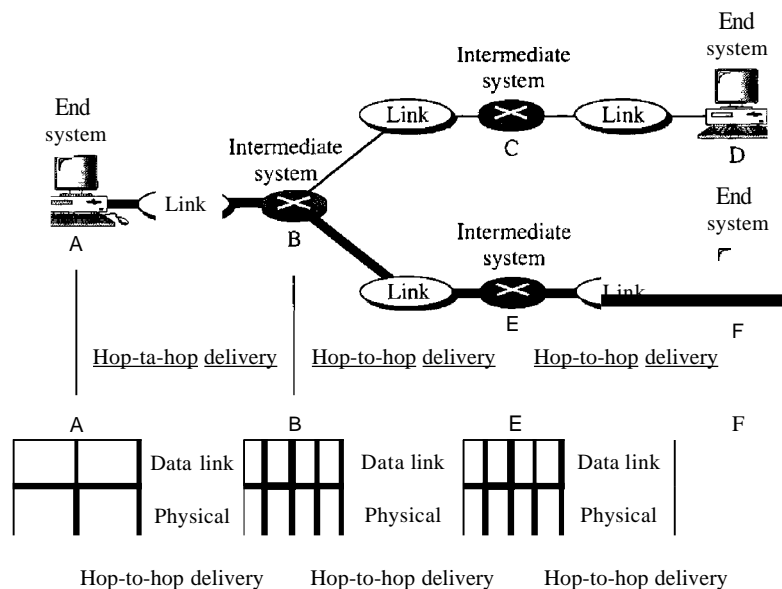 End
system
Intermediate
system
Link
Link
C
D
End
system
Intermediate
system
Link
A
B
End
system
Intermediate
system
Link
Link
E
F
Hop-ta-hop delivery
Hop-to-hop delivery
Hop-to-hop delivery
A
B
E
F
Data link
Data link
Data link
Physical
Physical
Physical
Hop-to-hop delivery
Hop-to-hop delivery
Hop-to-hop delivery